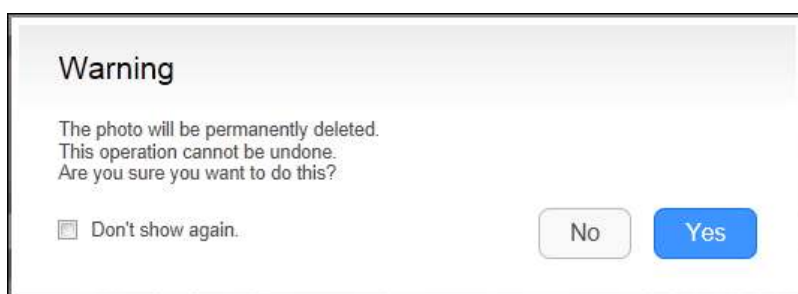 Warning
The photo will be permanently deleted.
This operation cannot be undone.
Are you sure you want to do this?
Don't show again.
No
Yes